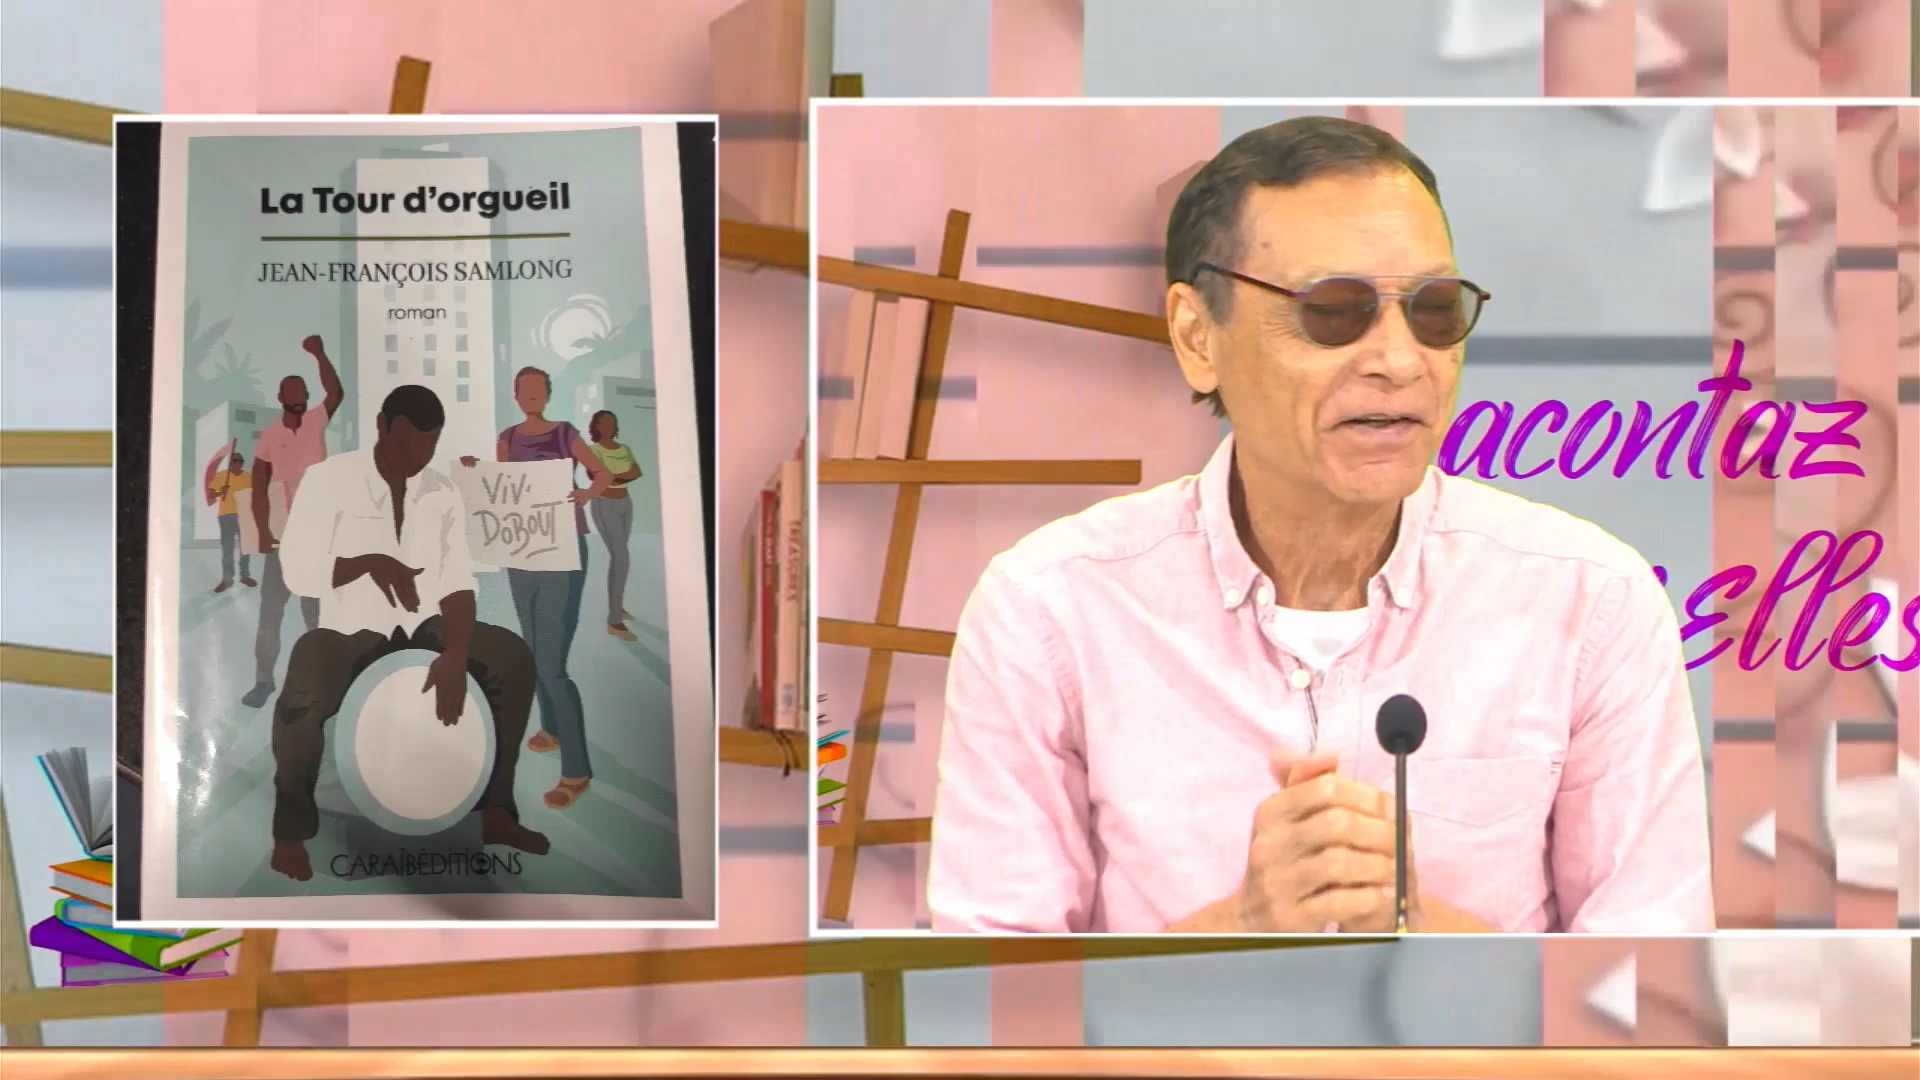 La Tour d'orgueil
JEAN-FRANÇOIS SAMLONG
roman
VIV'
DOBOUT
CARAÏBÉDITIONS
acontaz
Elles